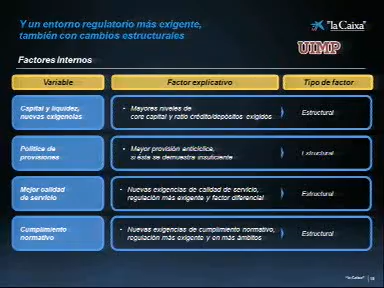 Y un entorno regulatorio más exigente,
también con cambios estructurales
"la Caixa"
UIMP
Factores Internos
Variable
Factor explicativo
Tipo de factor
Capital y liquidez,
nuevas exigencias
• Mayores niveles de
core capital y ratio crédito/depósitos exigidos
Estructural
Política de
provisiones
• Mayor provisión anticíclica,
si ésta se demuestra insuficiente
Estructural
Mejor calidad
de servicio
• Nuevas exigencias de calidad de servicio,
regulación más exigente y factor diferencial
Estructural
Cumplimiento
normativo
• Nuevas exigencias de cumplimiento normativo,
regulación más exigente y en más ámbitos
Estructural
"la Caixa"